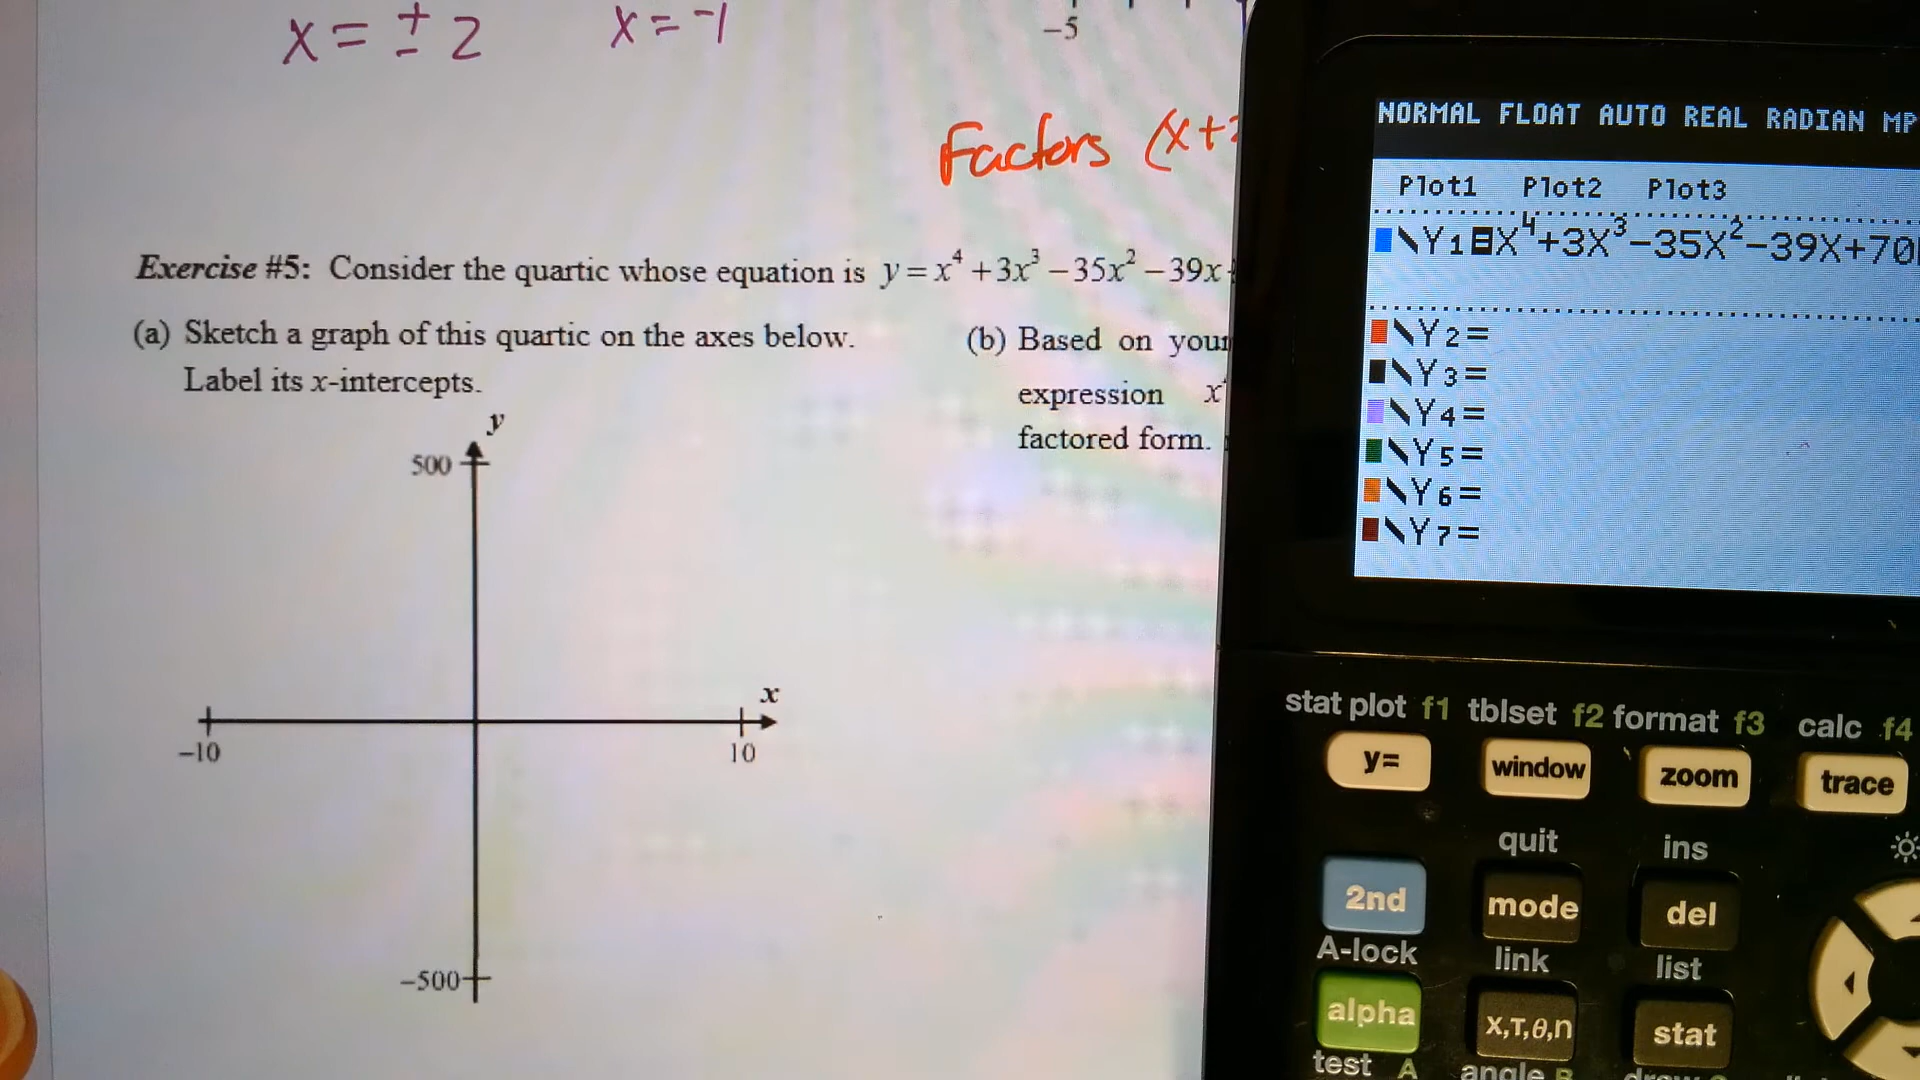 x = ± 2   x = -1
-5
Factors (x+
Exercise #5: Consider the quartic whose equation is y = x⁴ + 3x³ − 35x² − 39x
(a) Sketch a graph of this quartic on the axes below.
Label its x-intercepts.
(b) Based on your
expression x
factored form.
y
500
x
-10
10
-500
NORMAL FLOAT AUTO REAL RADIAN MP
Plot1 Plot2 Plot3
\Y1=X⁴+3X³-35X²-39X+70
\Y2=
\Y3=
\Y4=
\Y5=
\Y6=
\Y7=
stat plot f1 tblset f2 format f3 calc f4
y= window zoom trace
quit ins
2nd mode del
A-lock link list
alpha X,T,θ,n stat
test A angle B